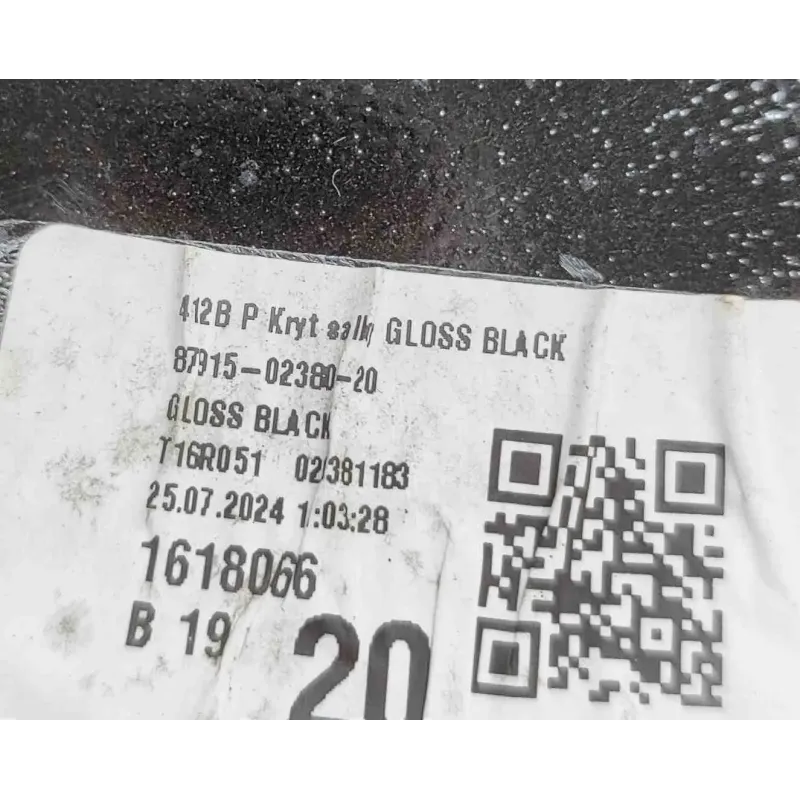 412B P Kryt GLOSS BLACK
87915-02380-20
GLOSS BLACK
T16R051 02381183
25.07.2024 1:03:28
1618066
B 19 20